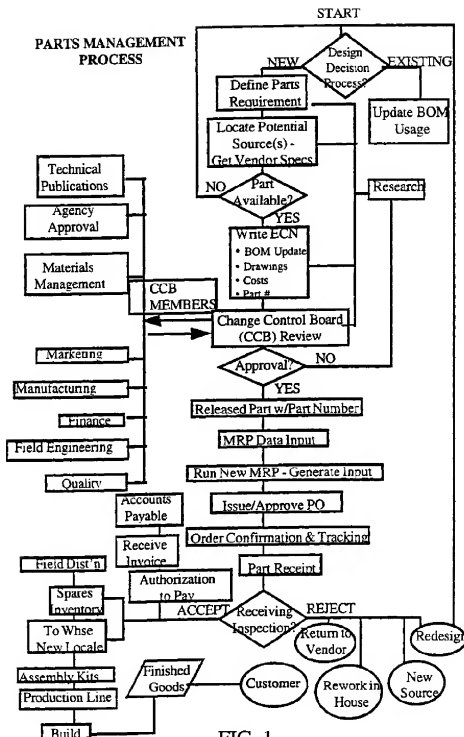 START
PARTS MANAGEMENT
PROCESS
NEW
Design
Decision
Process?
EXISTING
Define Parts
Requirement
Update BOM
Usage
Locate Potential
Source(s) -
Get Vendor Specs
Technical
Publications
NO
Part
Available?
Research
Agency
Approval
YES
Write ECN
• BOM Update
• Drawings
• Costs
• Part #
Materials
Management
CCB
MEMBERS
Change Control Board
(CCB) Review
Marketing
Approval?
NO
Manufacturing
YES
Released Part w/Part Number
Finance
MRP Data Input
Field Engineering
Run New MRP - Generate Input
Quality
Issue/Approve PO
Accounts
Payable
Order Confirmation & Tracking
Receive
Invoice
Part Receipt
Field Dist'n
Authorization
to Pay
Spares
Inventory
ACCEPT
Receiving
Inspection?
REJECT
To Whse
New Locale
Return to
Vendor
Redesign
Assembly Kits
Finished
Goods
Customer
Rework in
House
New
Source
Production Line
Build
FIG. 1